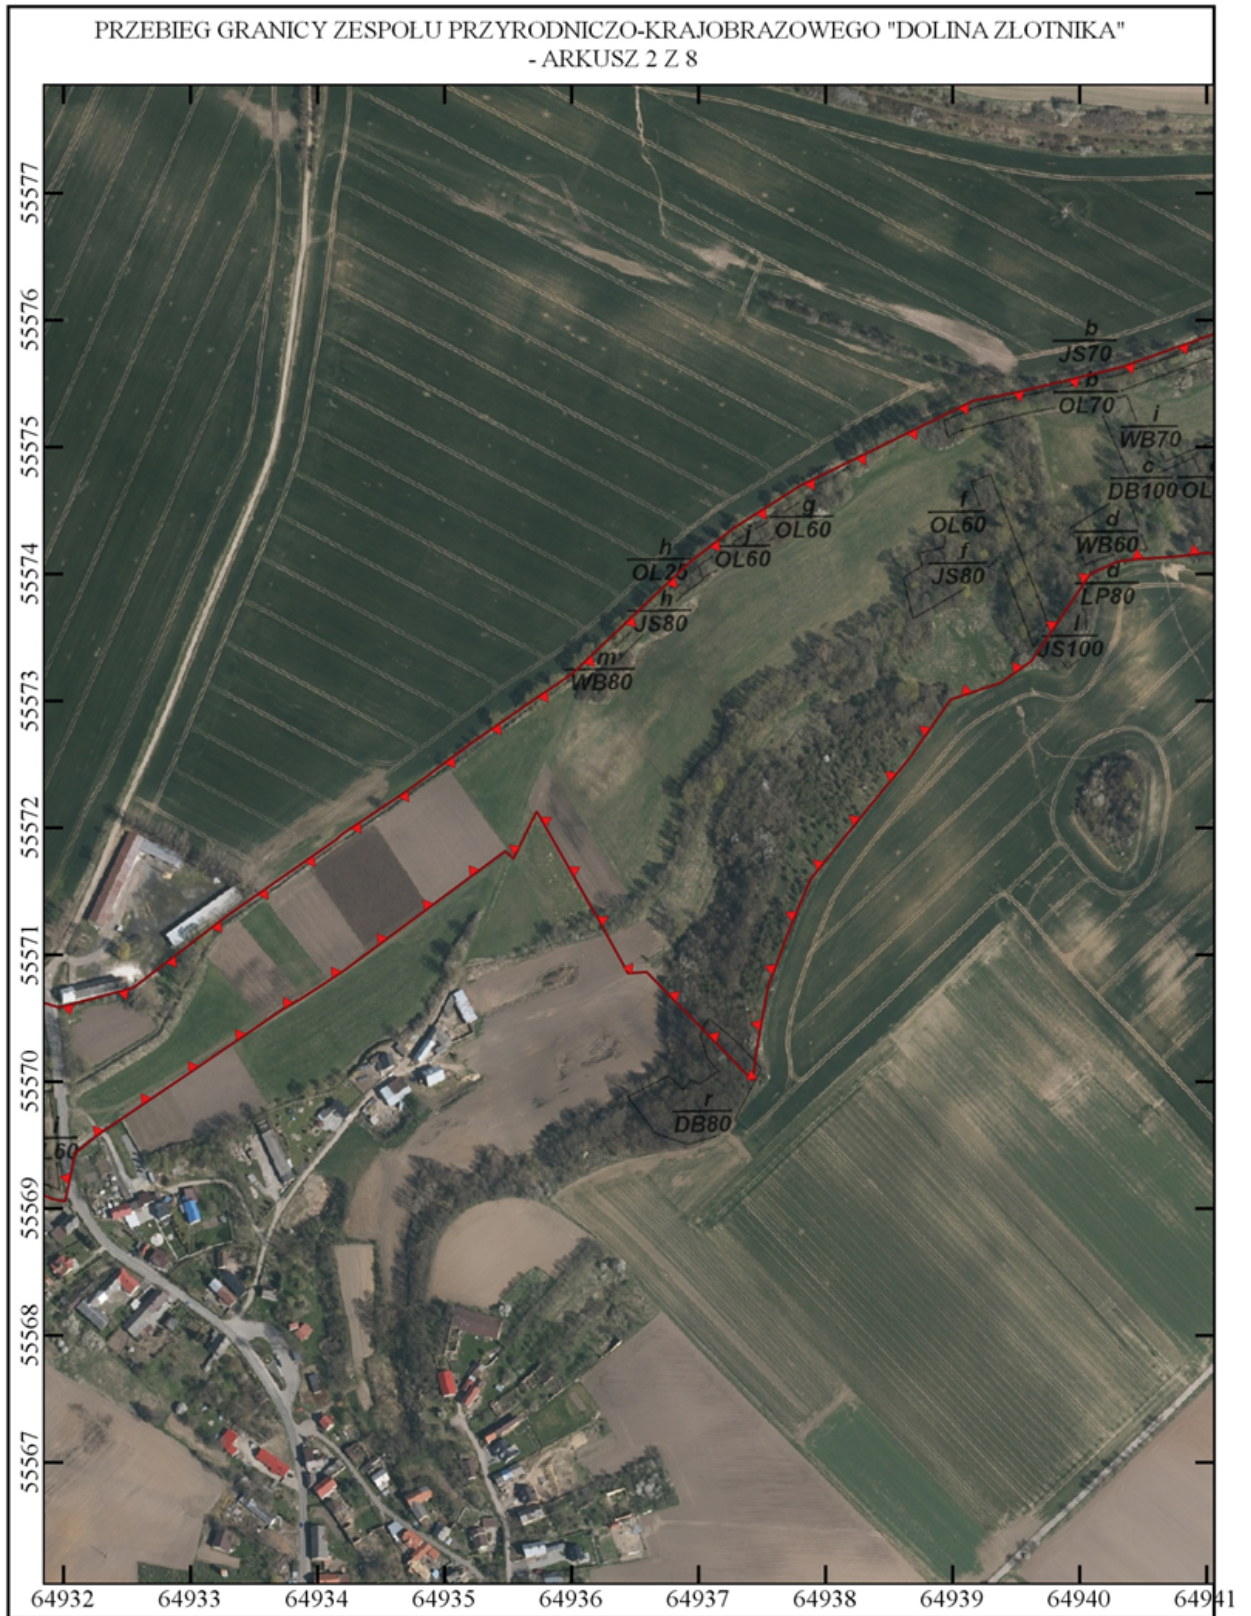 PRZEBIEG GRANICY ZESPOLU PRZYRODNICZO-KRAJOBRAZOWEGO "DOLINA ZLOTNIKA"
- ARKUSZ 2 Z 8
55577
55576
b
JS70
b
OL70
i
WB70
55575
c
DB100 OL
g
OL60
f
OL60
d
WB60
j
OL60
h
OL25
f
JS80
55574
d
LP80
h
JS80
l
JS100
m
WB80
55573
55572
55571
55570
r
DB80
60
55569
55568
55567
64932 64933 64934 64935 64936 64937 64938 64939 64940 64941